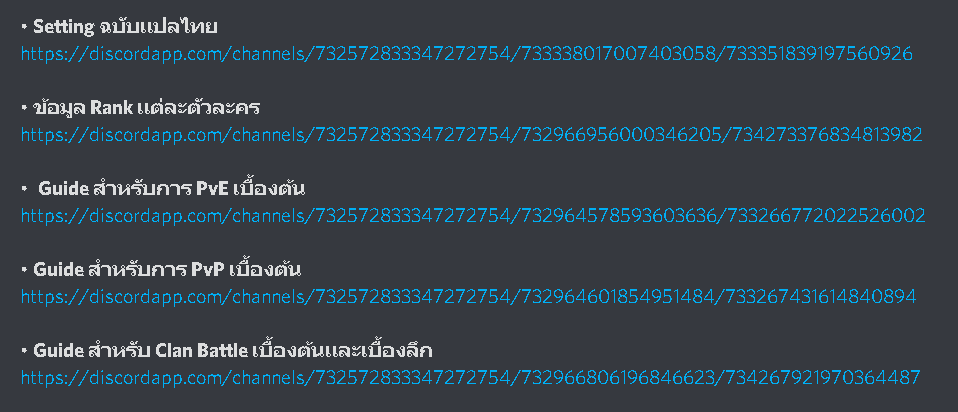 • Setting ฉบับแปลไทย
https://discordapp.com/channels/732572833347272754/733338017007403058/733351839197560926
• ข้อมูล Rank แต่ละตัวละคร
https://discordapp.com/channels/732572833347272754/732966956000346205/734273376834813982
• Guide สำหรับการ PvE เบื้องต้น
https://discordapp.com/channels/732572833347272754/732964578593603636/733266772022526002
• Guide สำหรับการ PvP เบื้องต้น
https://discordapp.com/channels/732572833347272754/732964601854951484/733267431614840894
• Guide สำหรับ Clan Battle เบื้องต้นและเบื้องลึก
https://discordapp.com/channels/732572833347272754/732966806196846623/734267921970364487